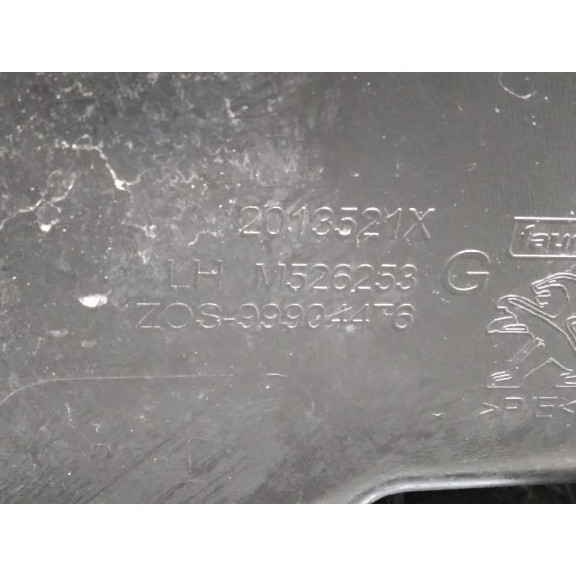 2013521X
LH M526253 G
ZOS-99904476
>P/E<